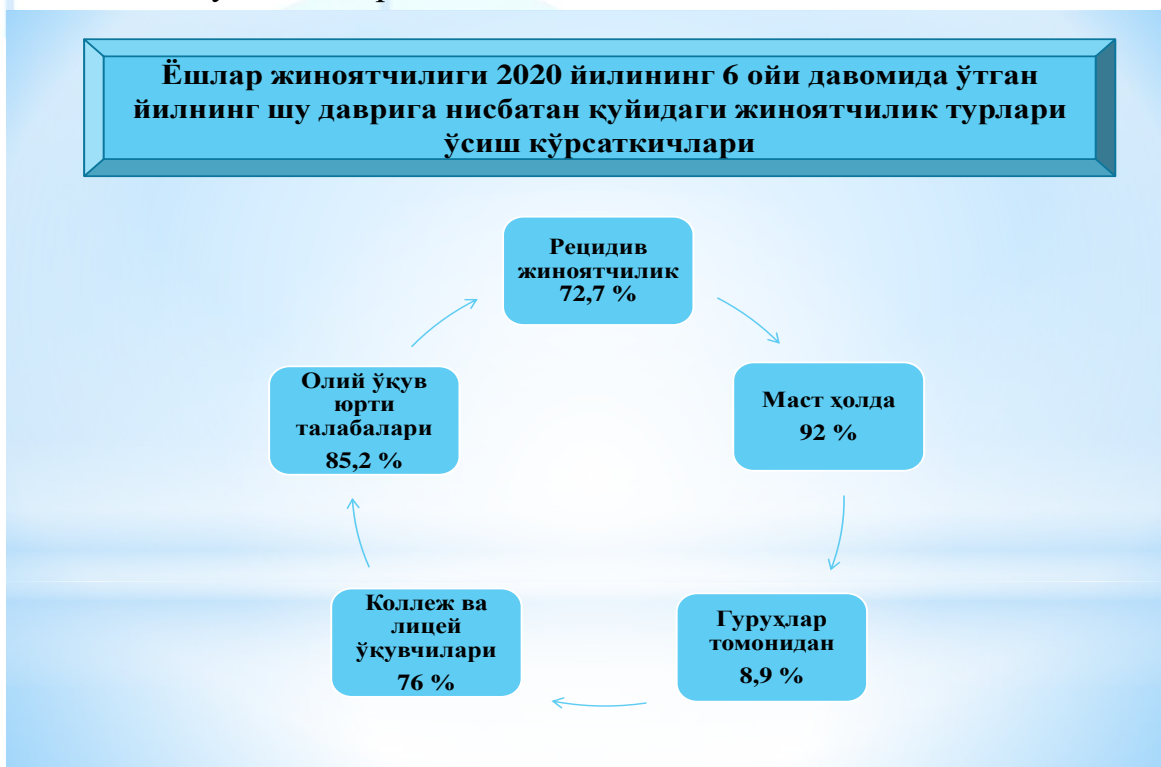 Ёшлар жиноятчилиги 2020 йилининг 6 ойи давомида ўтган
йилнинг шу даврига нисбатан қуйидаги жиноятчилик турлари
ўсиш кўрсаткичлари
Рецидив
жиноятчилик
72,7 %
Маст ҳолда
92 %
Гуруҳлар
томонидан
8,9 %
Коллеж ва
лицей
ўқувчилари
76 %
Олий ўқув
юрти
талабалари
85,2 %